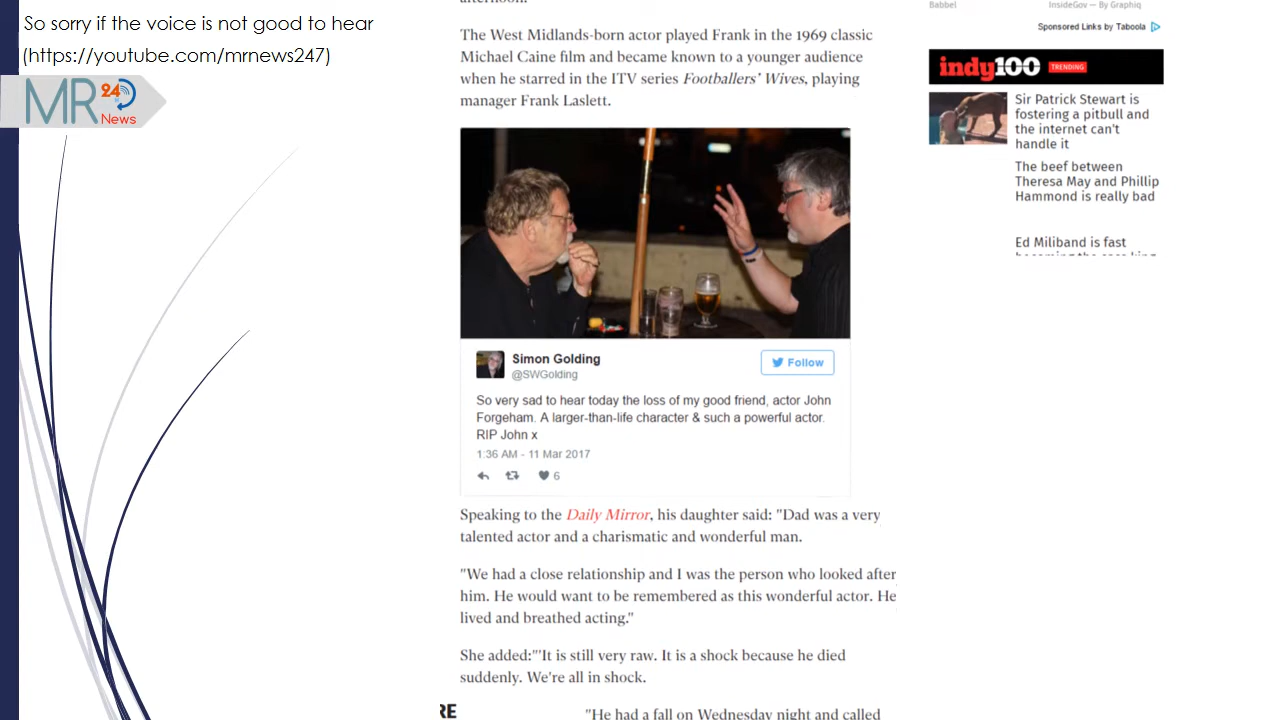 So sorry if the voice is not good to hear
(https://youtube.com/mrnews247)
MR
24
News
afternoon."
The West Midlands-born actor played Frank in the 1969 classic
Michael Caine film and became known to a younger audience
when he starred in the ITV series Footballers' Wives, playing
manager Frank Laslett.
Simon Golding
@SWGolding
Follow
So very sad to hear today the loss of my good friend, actor John
Forgeham. A larger-than-life character & such a powerful actor.
RIP John x
1:36 AM - 11 Mar 2017
6
Speaking to the Daily Mirror, his daughter said: "Dad was a very
talented actor and a charismatic and wonderful man.
"We had a close relationship and I was the person who looked after
him. He would want to be remembered as this wonderful actor. He
lived and breathed acting."
She added:"'It is still very raw. It is a shock because he died
suddenly. We're all in shock.
RE
"He had a fall on Wednesday night and called
Babbel
InsideGov — By Graphiq
Sponsored Links by Taboola
indy100 TRENDING
Sir Patrick Stewart is
fostering a pitbull and
the internet can't
handle it
The beef between
Theresa May and Phillip
Hammond is really bad
Ed Miliband is fast